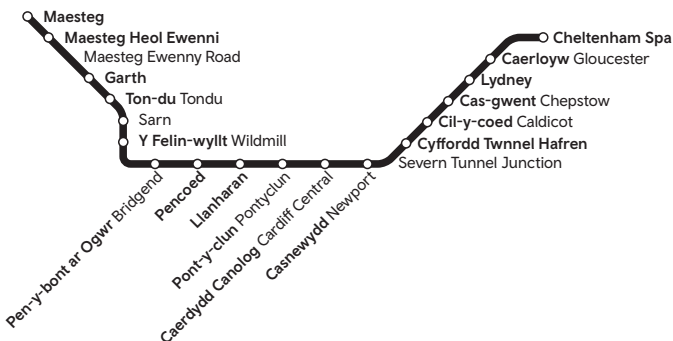 Maesteg
Maesteg Heol Ewenni
Maesteg Ewenny Road
Garth
Ton-du Tondu
Sarn
Y Felin-wyllt Wildmill
Pen-y-bont ar Ogwr Bridgend
Pencoed
Llanharan
Pont-y-clun Pontyclun
Caerdydd Canolog Cardiff Central
Casnewydd Newport
Cyffordd Twnnel Hafren
Severn Tunnel Junction
Cil-y-coed Caldicot
Cas-gwent Chepstow
Lydney
Caerloyw Gloucester
Cheltenham Spa